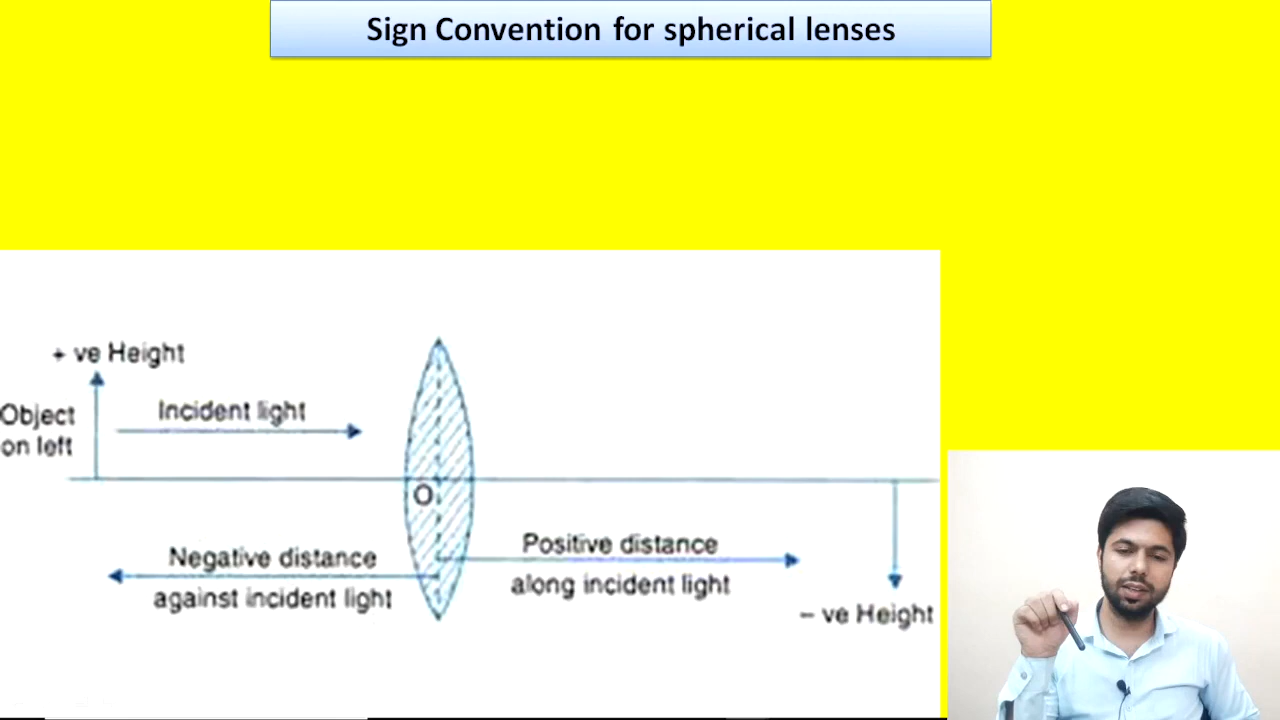 Sign Convention for spherical lenses
+ ve Height
Object
on left
Incident light
O
Negative distance
against incident light
Positive distance
along incident light
– ve Height